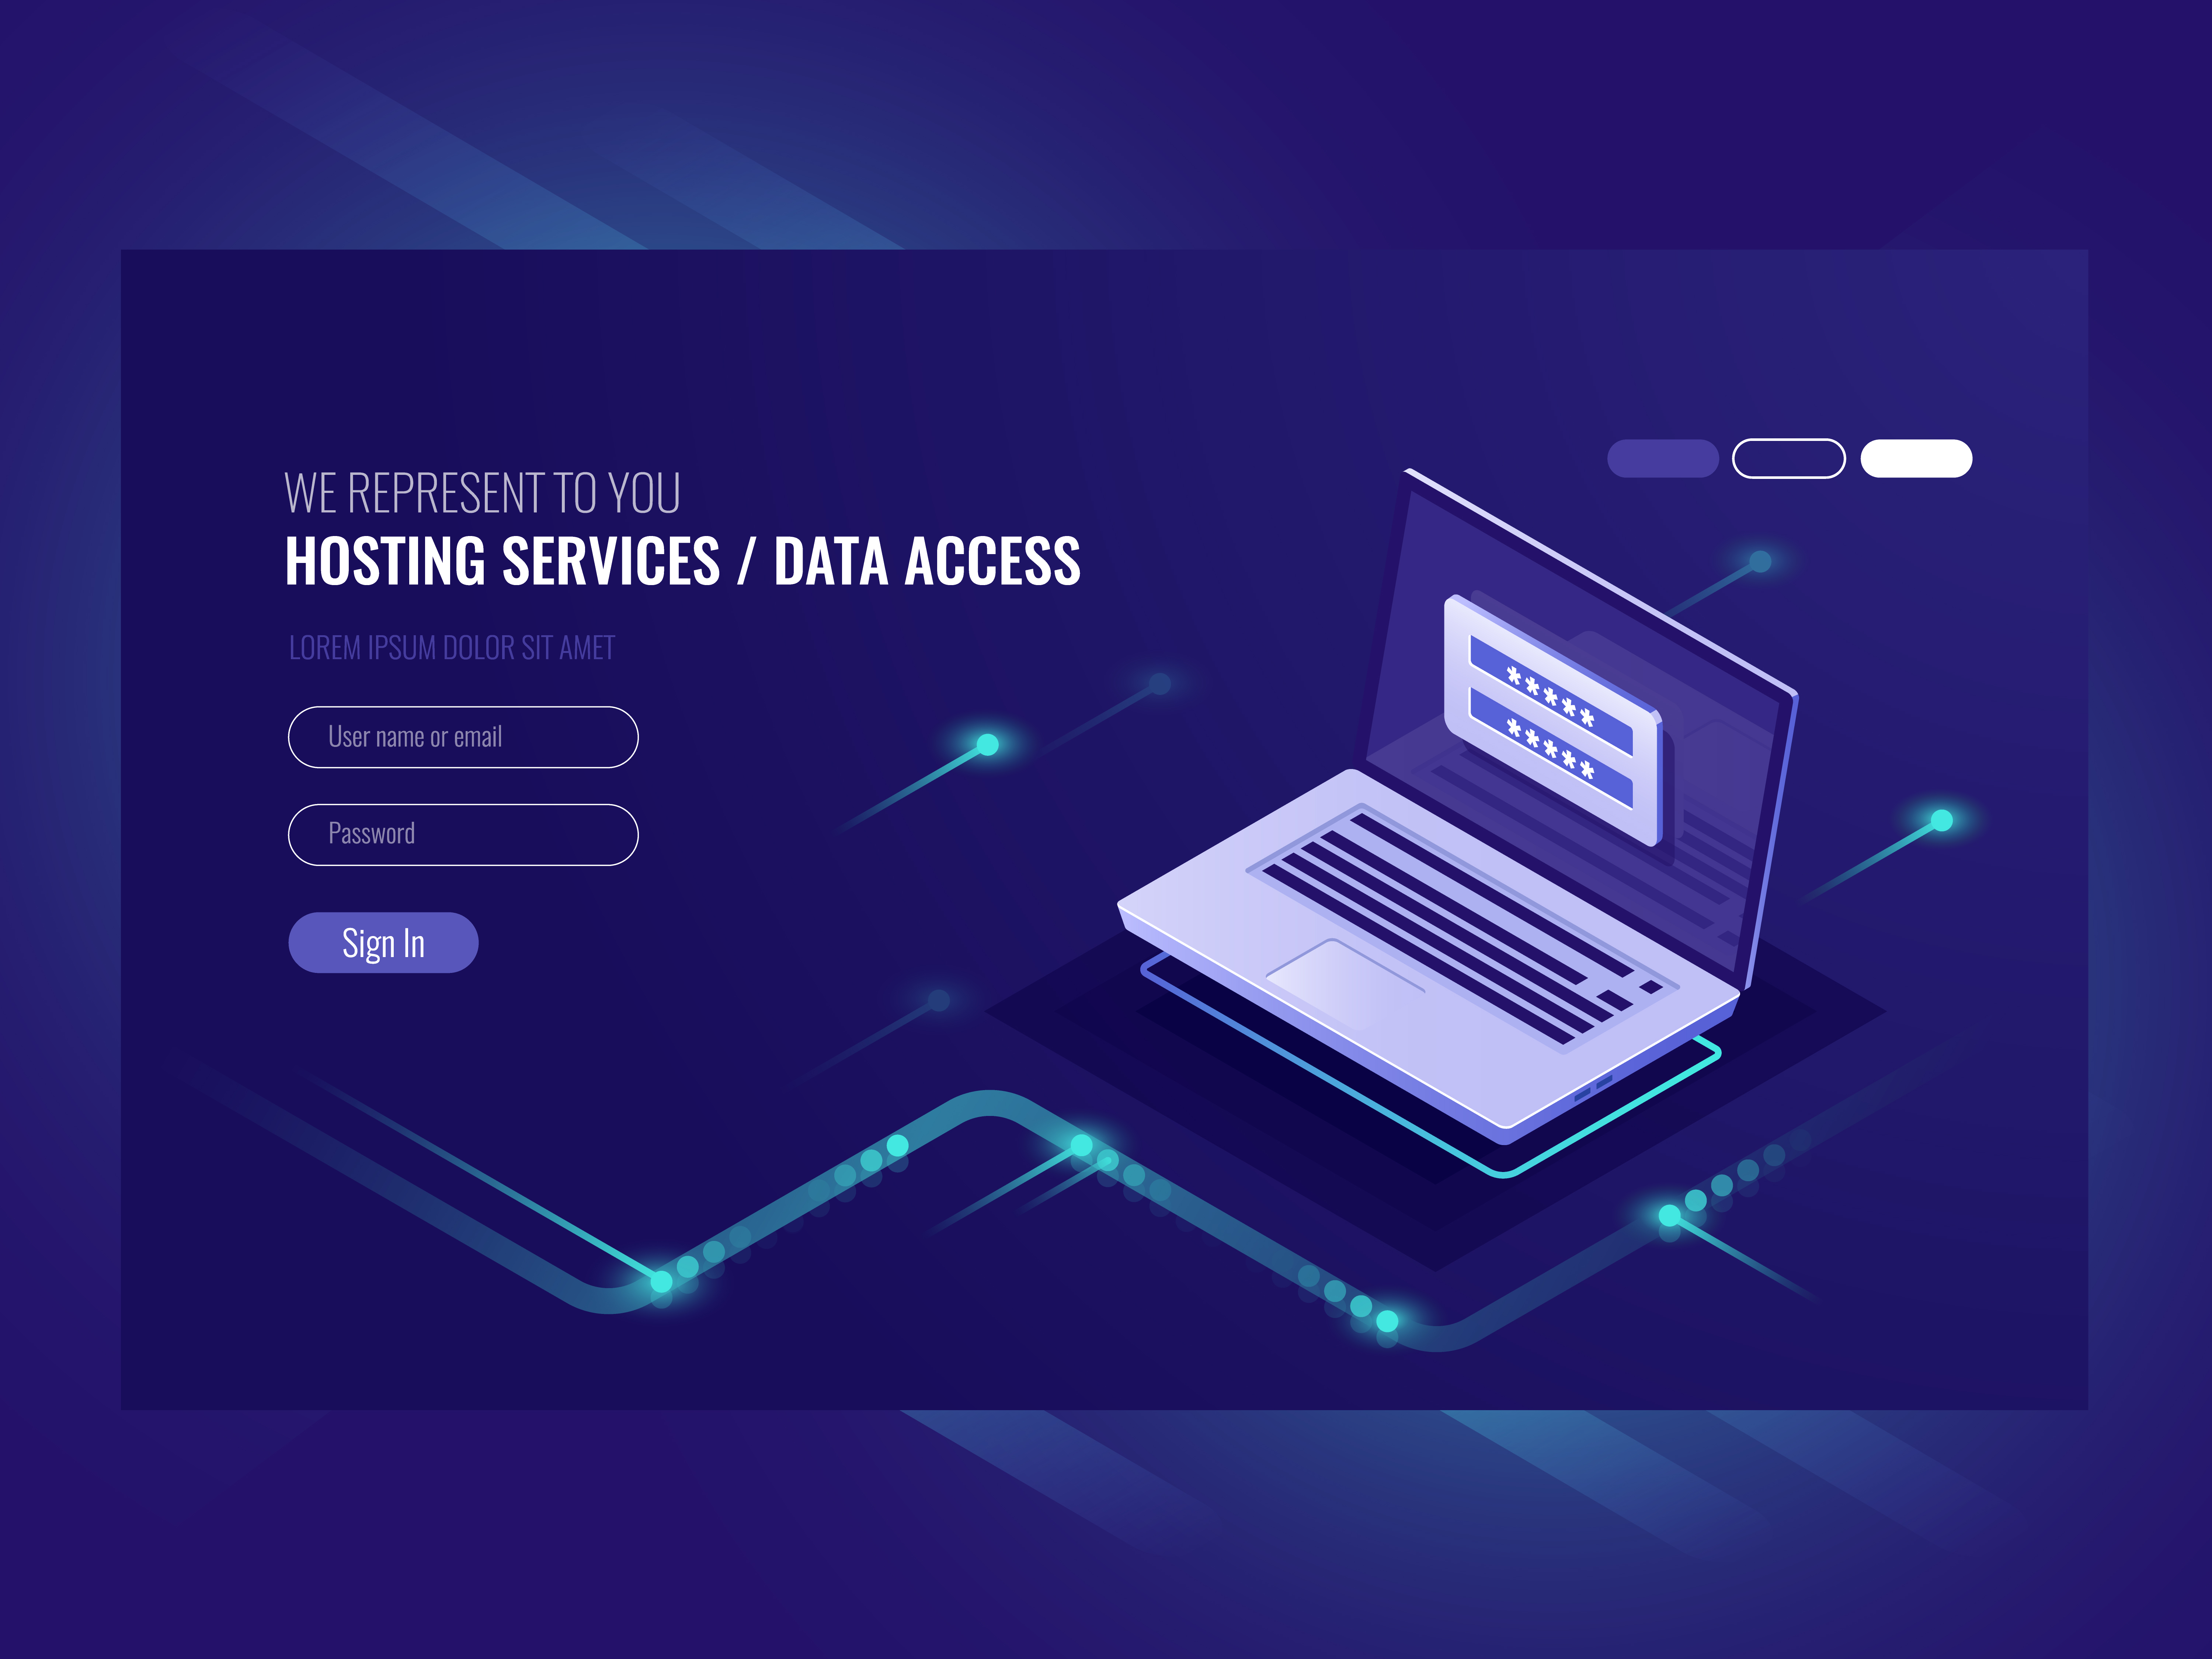 WE REPRESENT TO YOU
HOSTING SERVICES / DATA ACCESS
LOREM IPSUM DOLOR SIT AMET
User name or email
Password
Sign In
*****
*****